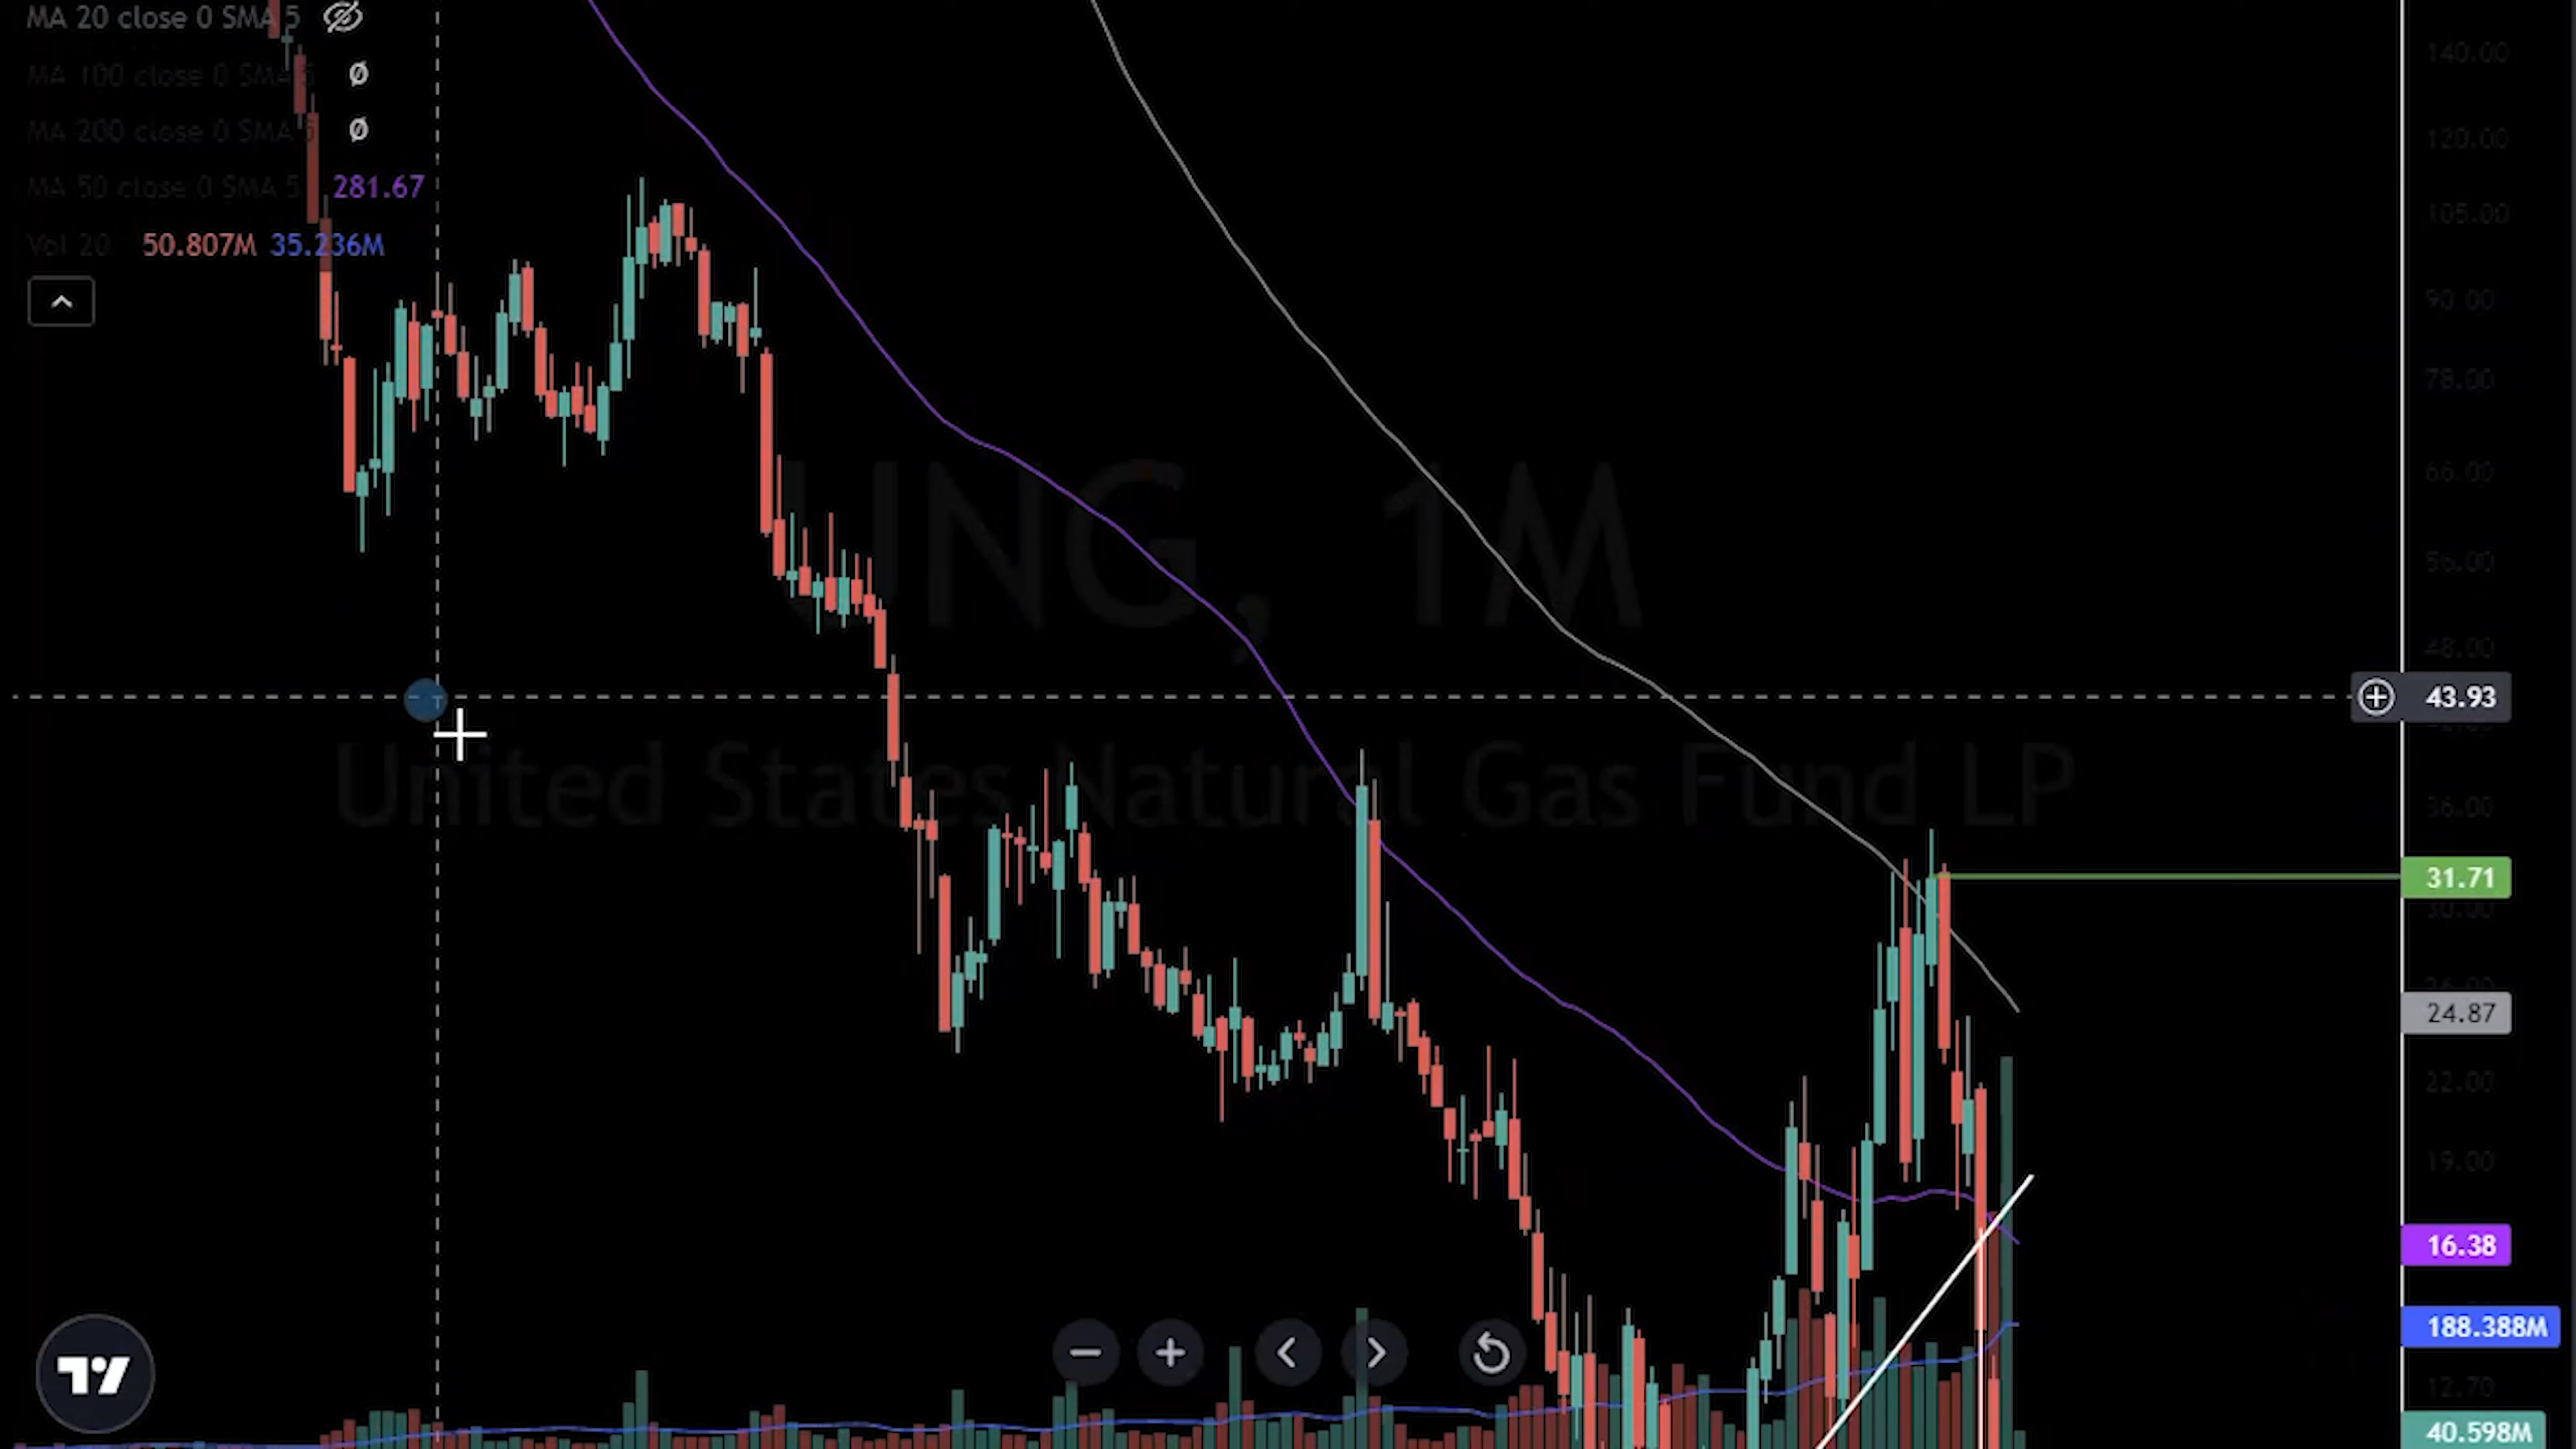 MA 20 close 0 SMA 5
MA 100 close 0 SMA 5 Ø
MA 200 close 0 SMA 5 Ø
MA 50 close 0 SMA 5 281.67
Vol 20 50.807M 35.236M
UNG, 1M
United States Natural Gas Fund LP
140.00
120.00
105.00
90.00
78.00
66.00
56.00
48.00
43.93
36.00
31.71
30.00
26.00
24.87
22.00
19.00
16.38
188.388M
12.70
40.598M